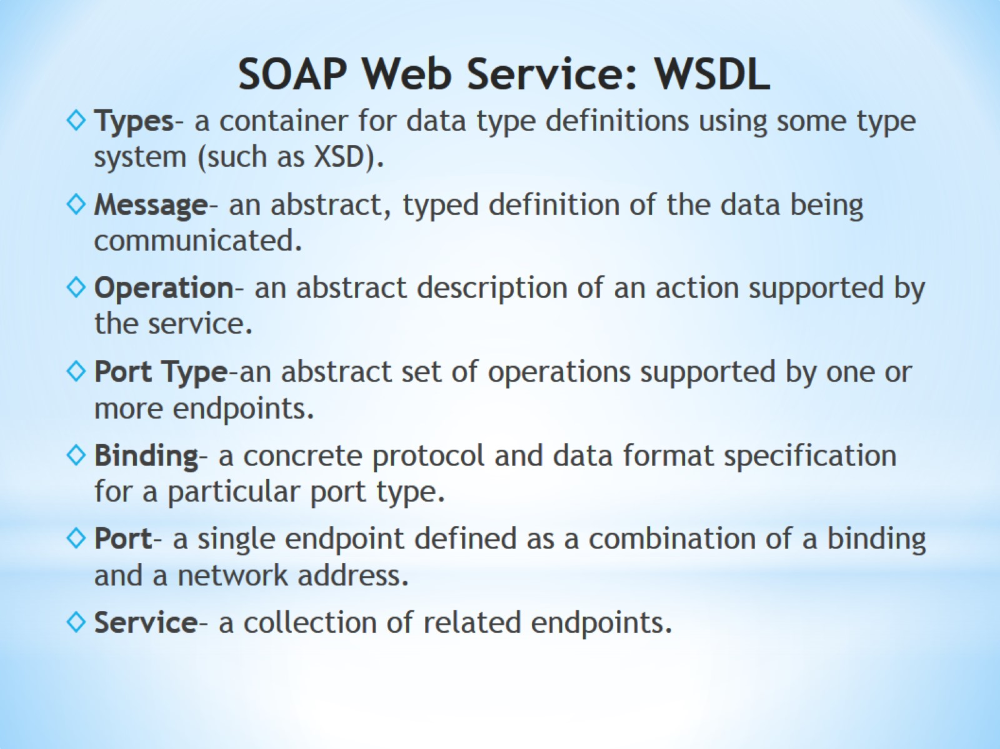 SOAP Web Service: WSDL
Types- a container for data type definitions using some type
system (such as XSD).
Message- an abstract, typed definition of the data being
communicated.
Operation- an abstract description of an action supported by
the service.
Port Type-an abstract set of operations supported by one or
more endpoints.
Binding- a concrete protocol and data format specification
for a particular port type.
Port- a single endpoint defined as a combination of a binding
and a network address.
Service- a collection of related endpoints.